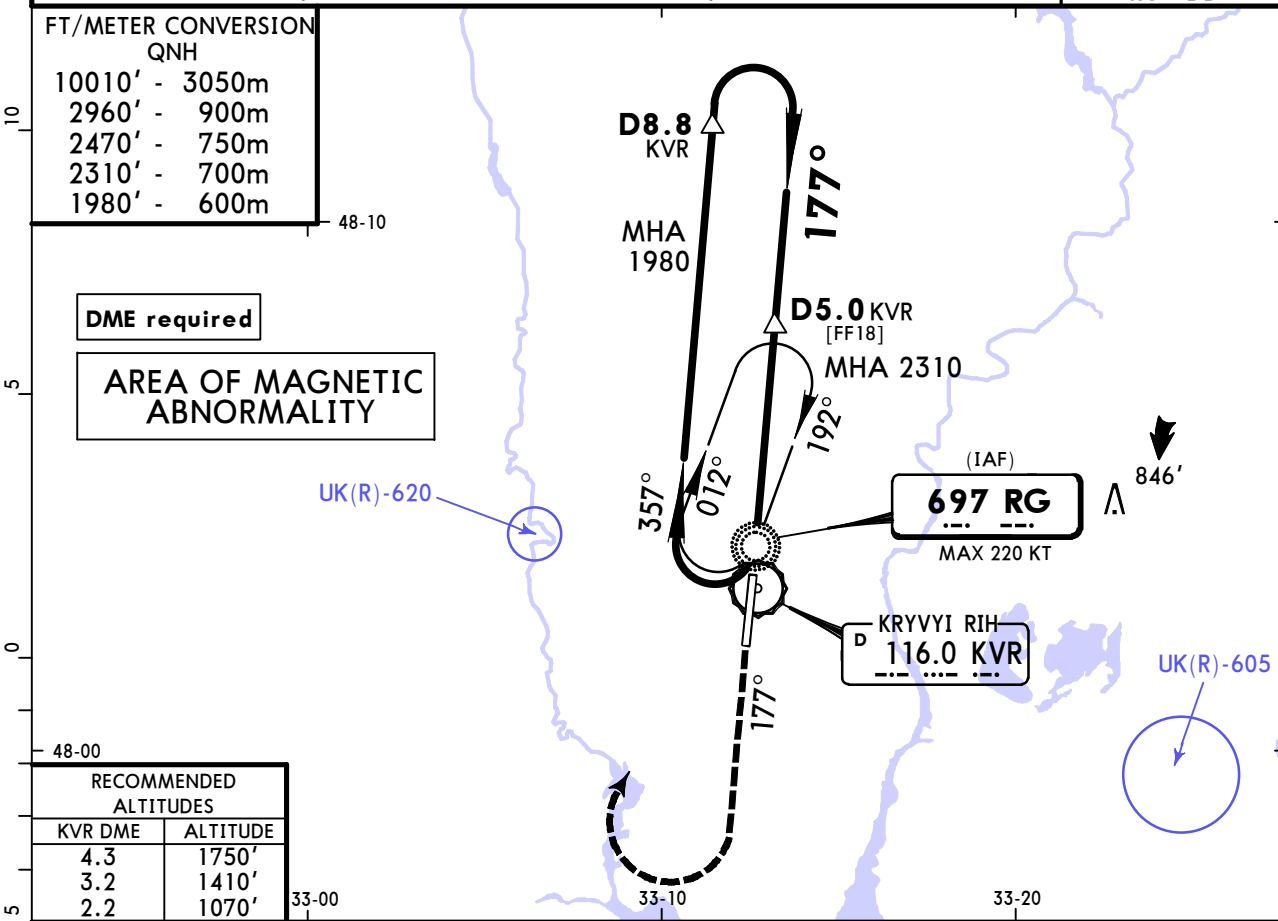 FT/METER CONVERSION
QNH
10010' - 3050m
2960' - 900m
2470' - 750m
2310' - 700m
1980' - 600m
10
48-10
D8.8
KVR
177°
MHA
1980
DME required
D5.0 KVR
[FF18]
MHA 2310
AREA OF MAGNETIC
ABNORMALITY
5
192°
012°
357°
UK(R)-620
(IAF)
697 RG
MAX 220 KT
846'
KRYVYI RIH
D 116.0 KVR
0
UK(R)-605
177°
48-00
RECOMMENDED
ALTITUDES
KVR DME ALTITUDE
4.3 1750'
3.2 1410'
2.2 1070'
5
33-00
33-10
33-20